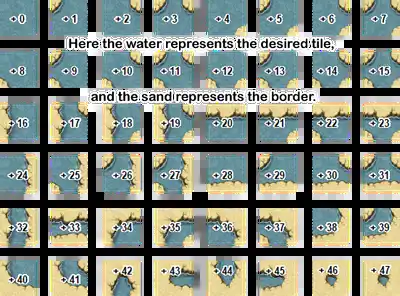 + 0 + 1 + 2 + 3 + 4 + 5 + 6 + 7
Here the water represents the desired tile,
+ 8 + 9 + 10 + 11 + 12 + 13 + 14 + 15
and the sand represents the border.
+ 16 + 17 + 18 + 19 + 20 + 21 + 22 + 23
+ 24 + 25 + 26 + 27 + 28 + 29 + 30 + 31
+ 32 + 33 + 34 + 35 + 36 + 37 + 38 + 39
+ 40 + 41 + 42 + 43 + 44 + 45 + 46 + 47